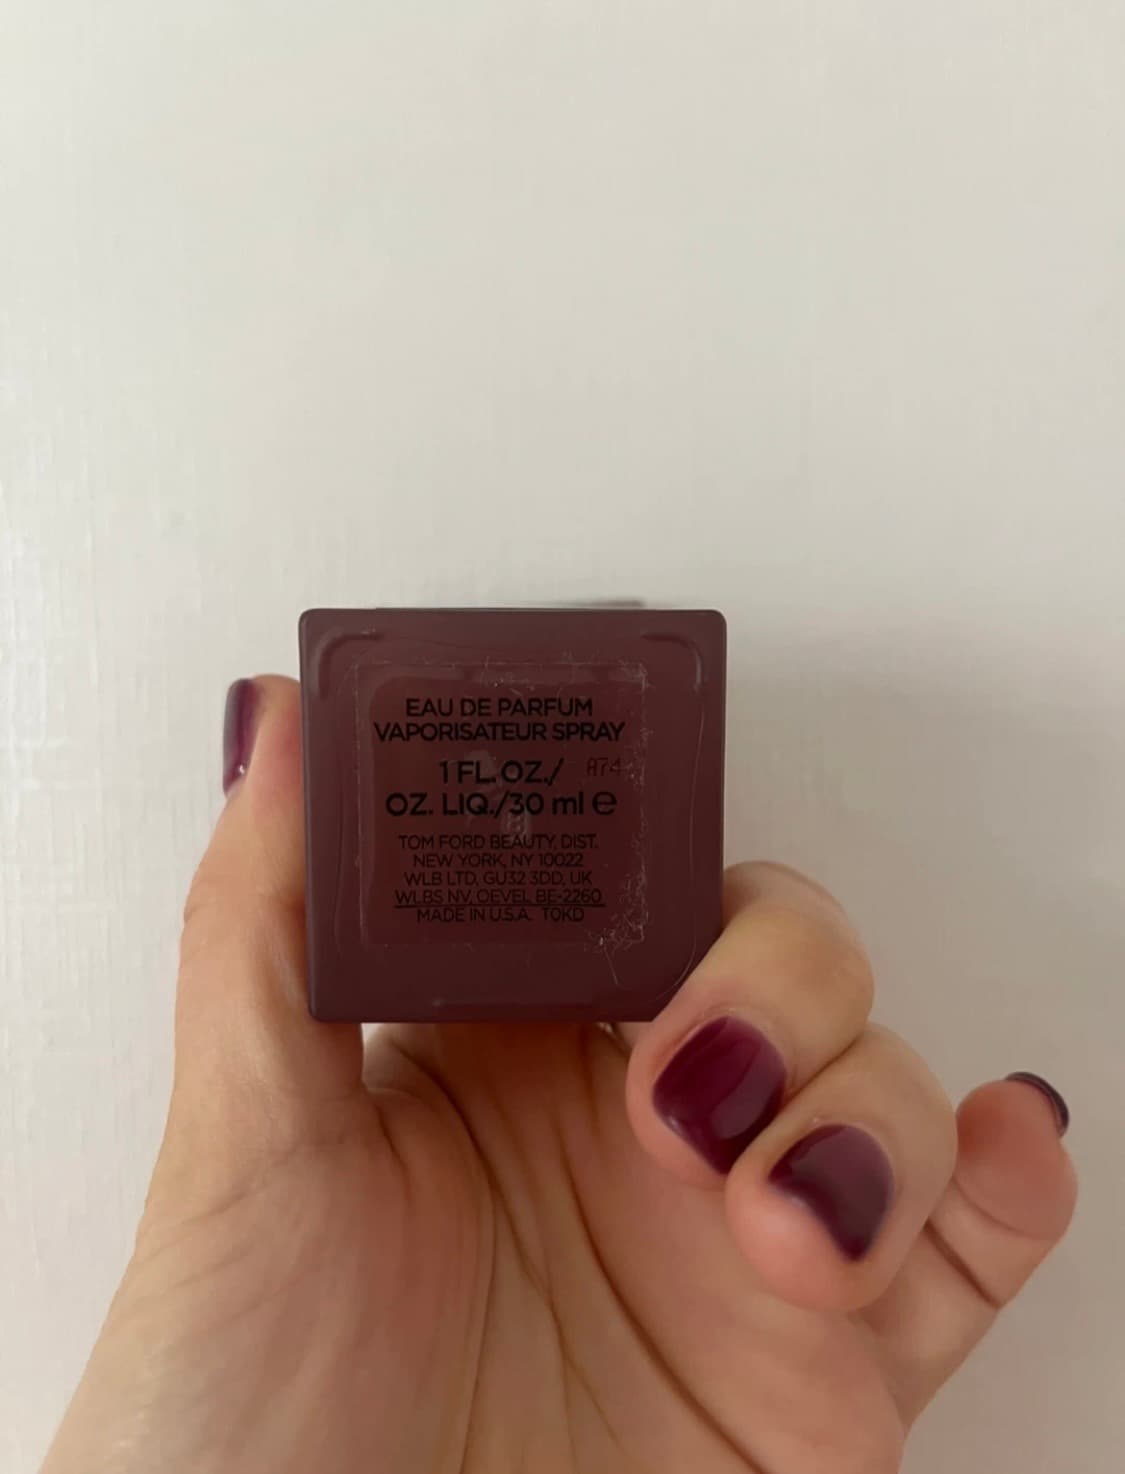 EAU DE PARFUM
VAPORISATEUR SPRAY
1 FL.OZ./ A74
OZ. LIQ./30 ml e
TOM FORD BEAUTY, DIST.
NEW YORK, NY 10022
WLB LTD, GU32 3DD, UK
WLBS NV, OEVEL BE-2260
MADE IN U.S.A. T0KD